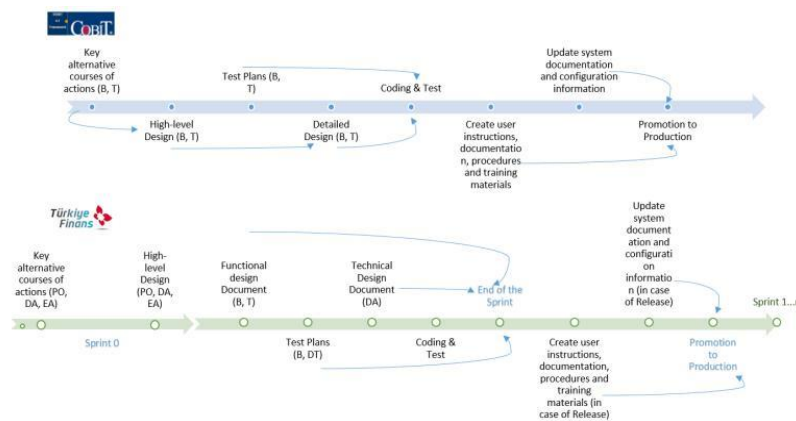 COBIT
Key
alternative
courses of
actions (B, T)
Test Plans (B,
T)
Coding & Test
Update system
documentation
and configuration
information
High-level
Design (B, T)
Detailed
Design (B, T)
Create user
instructions,
documentatio
n, procedures
and training
materials
Promotion to
Production
Türkiye
Finans
Key
alternative
courses of
actions (PO,
DA, EA)
High-
level
Design
(PO, DA,
EA)
Functional
design
Document
(B, T)
Technical
Design
Document
(DA)
End of the
Sprint
Update
system
document
ation and
configurati
on
informatio
n (in case
of Release)
Sprint 1...
Sprint 0
Test Plans
(B, DT)
Coding &
Test
Create user
instructions,
documentation,
procedures and
training
materials (in
case of Release)
Promotion
to
Production